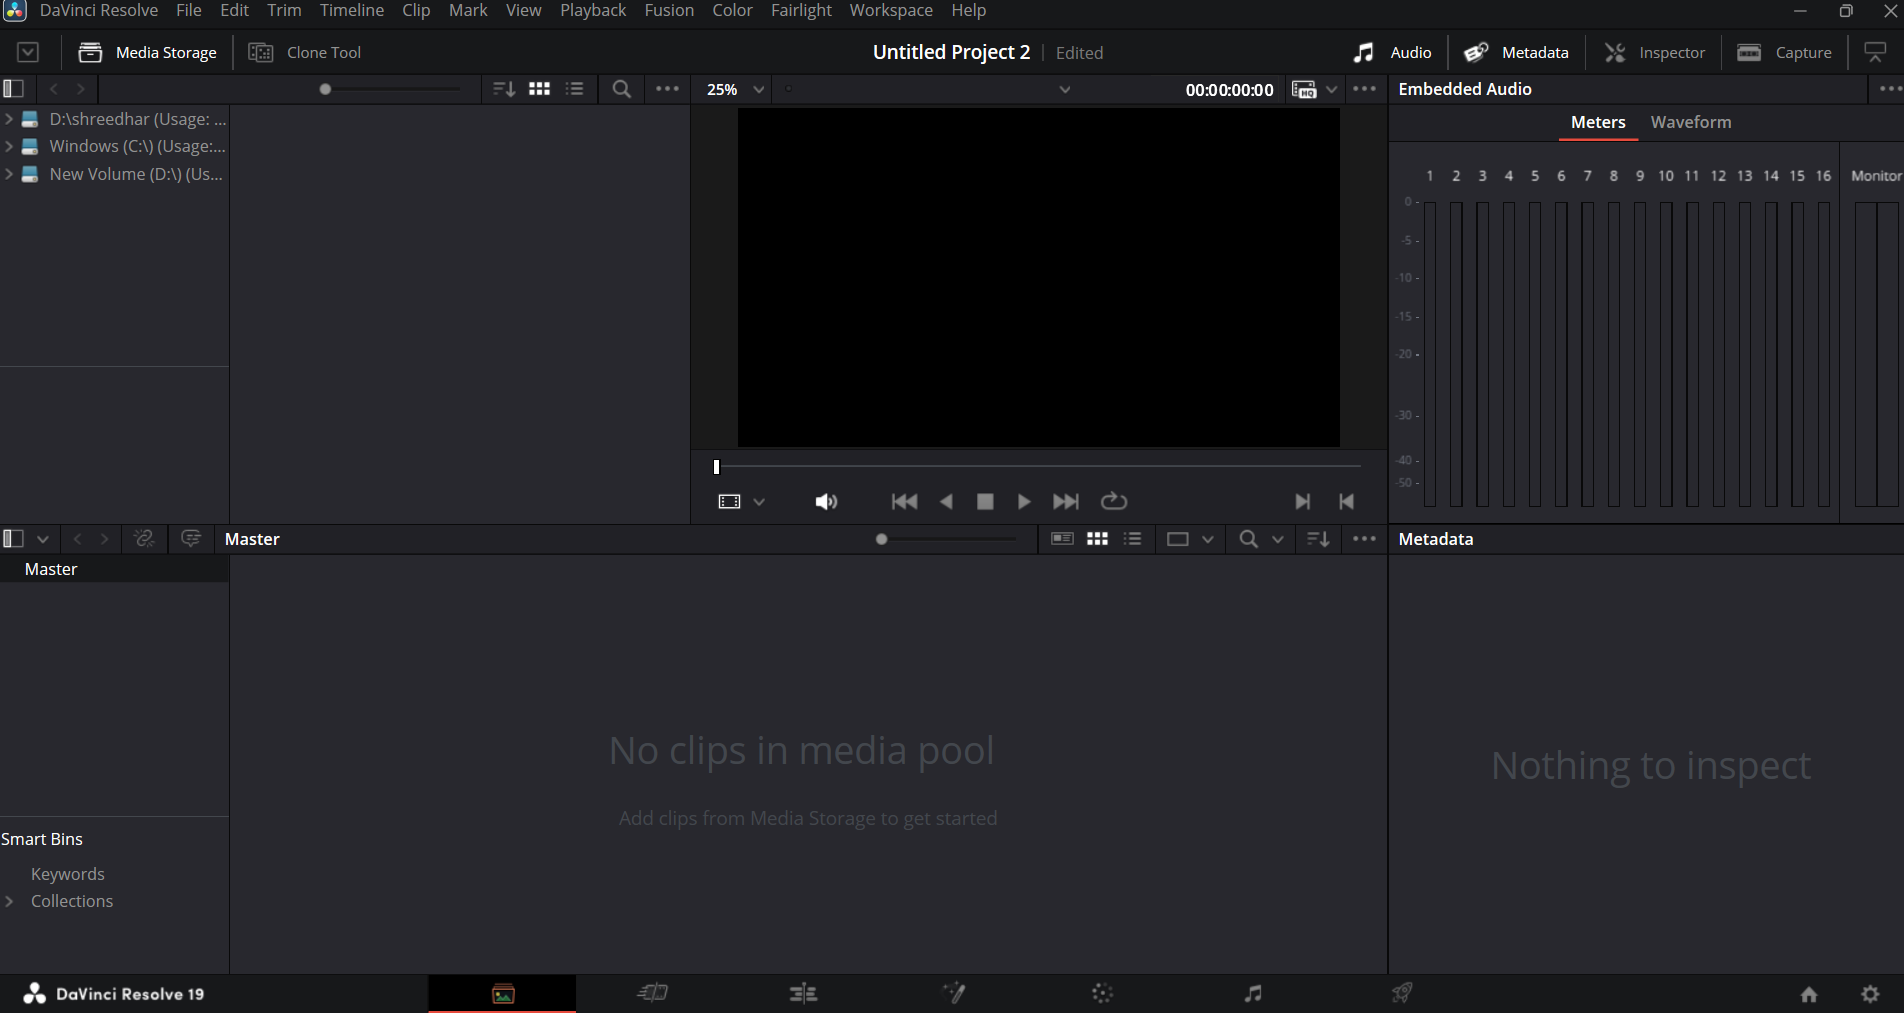 DaVinci Resolve File Edit Trim Timeline Clip Mark View Playback Fusion Color Fairlight Workspace Help
Media Storage Clone Tool Untitled Project 2 Edited Audio Metadata Inspector Capture
25% 00:00:00:00 HQ Embedded Audio
D:\shreedhar (Usage: ...
Windows (C:\) (Usage:...
New Volume (D:\) (Us...
Meters Waveform
1 2 3 4 5 6 7 8 9 10 11 12 13 14 15 16 Monitor
0 -
-5 -
-10 -
-15 -
-20 -
-30 -
-40 -
-50 -
Master Metadata
Master
No clips in media pool
Add clips from Media Storage to get started
Nothing to inspect
Smart Bins
Keywords
Collections
DaVinci Resolve 19